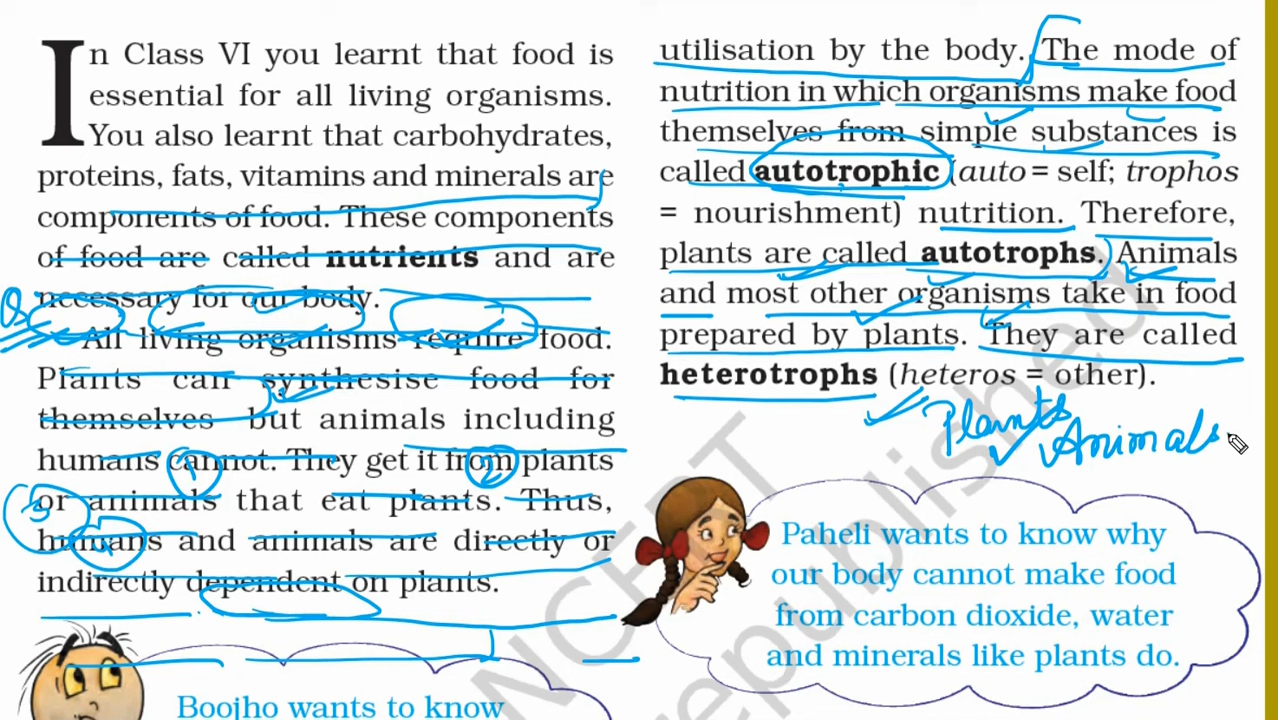 In Class VI you learnt that food is
essential for all living organisms.
You also learnt that carbohydrates,
proteins, fats, vitamins and minerals are
components of food. These components
of food are called nutrients and are
necessary for our body.
All living organisms require food.
Plants can synthesise food for
themselves but animals including
humans cannot. They get it from plants
or animals that eat plants. Thus,
humans and animals are directly or
indirectly dependent on plants.
Boojho wants to know
utilisation by the body. The mode of
nutrition in which organisms make food
themselves from simple substances is
called autotrophic (auto = self; trophos
= nourishment) nutrition. Therefore,
plants are called autotrophs. Animals
and most other organisms take in food
prepared by plants. They are called
heterotrophs (heteros = other).
Plants Animals
Paheli wants to know why
our body cannot make food
from carbon dioxide, water
and minerals like plants do.
1
2
3
NCERT
republished